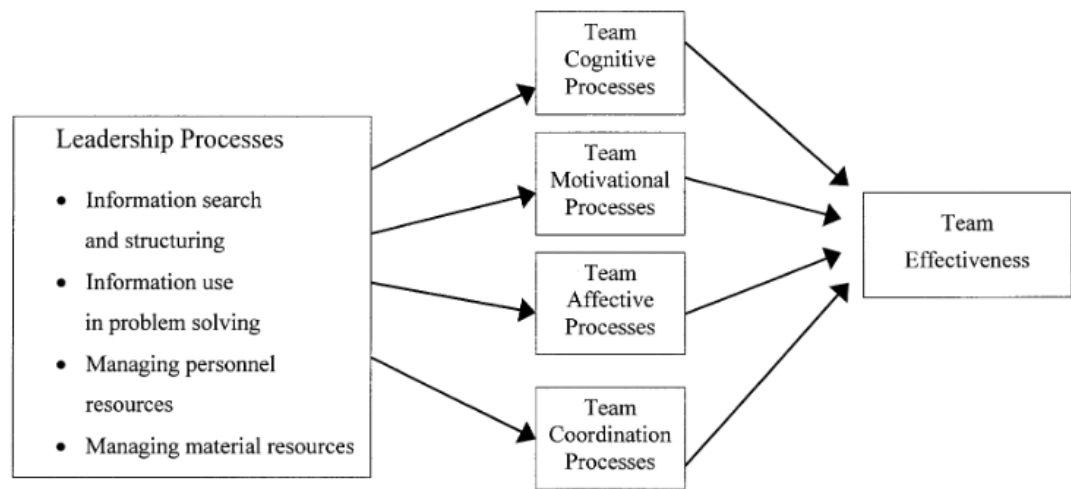 Leadership Processes
• Information search
and structuring
• Information use
in problem solving
• Managing personnel
resources
• Managing material resources
Team
Cognitive
Processes
Team
Motivational
Processes
Team
Affective
Processes
Team
Coordination
Processes
Team
Effectiveness